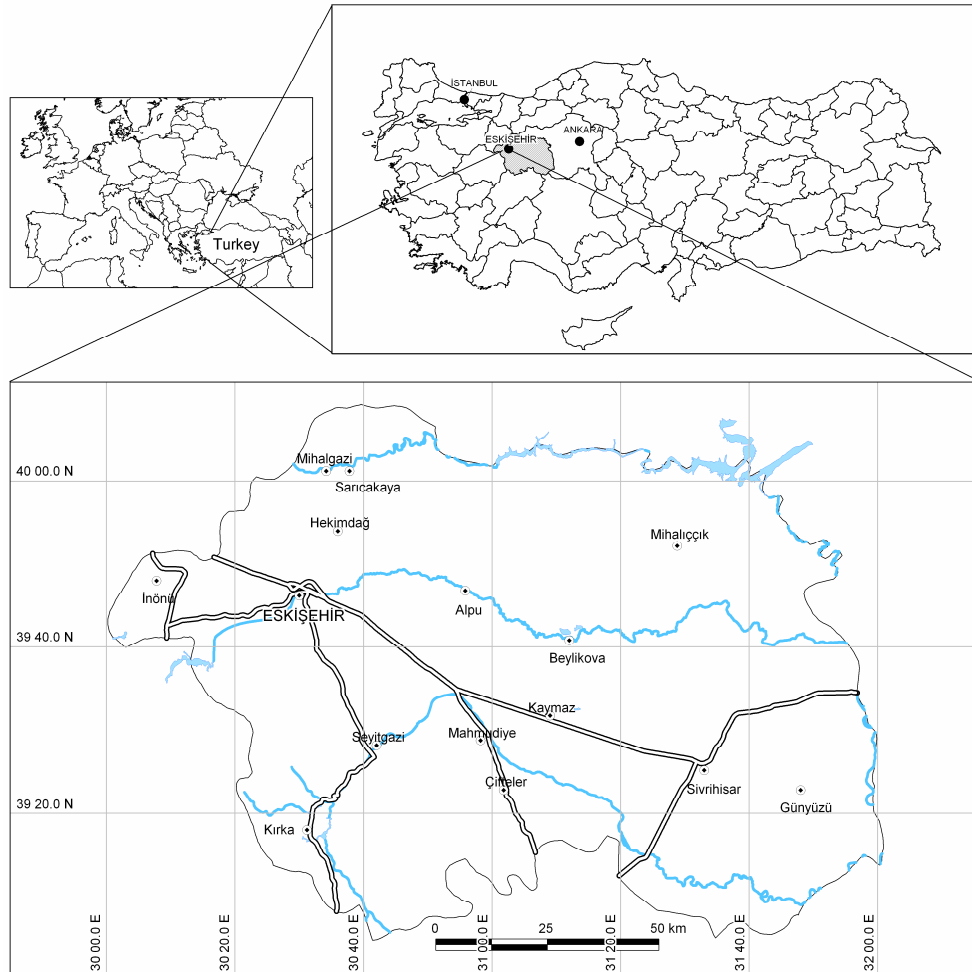 İSTANBUL
ESKİŞEHİR
ANKARA
Turkey
40 00.0 N
Mihalgazi
Sarıcakaya
Hekimdağ
Mihalıççık
İnönü
ESKİŞEHİR
Alpu
39 40.0 N
Beylikova
Kaymaz
Seyitgazi
Mahmudiye
Çifteler
Sivrihisar
Günyüzü
39 20.0 N
Kırka
0 25 50 km
30 00.0 E
30 20.0 E
30 40.0 E
31 00.0 E
31 20.0 E
31 40.0 E
32 00.0 E